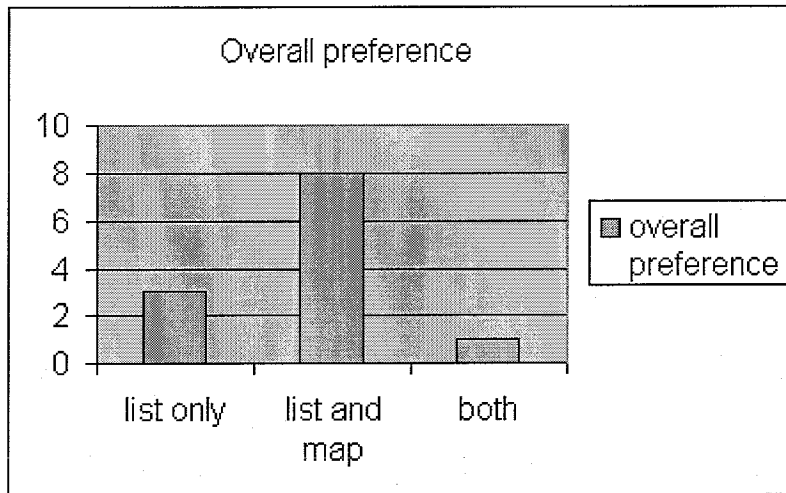 Overall preference
10
8
6
4
2
0
list only
list and
map
both
overall
preference